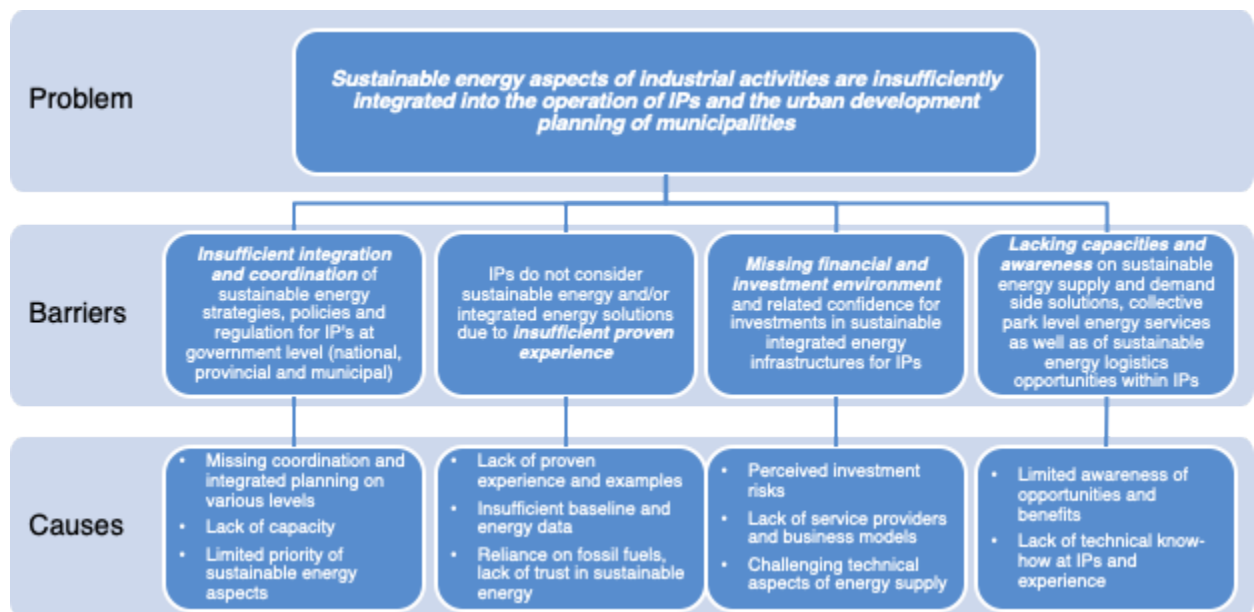 Problem
Sustainable energy aspects of industrial activities are insufficiently
integrated into the operation of IPs and the urban development
planning of municipalities
Barriers
Insufficient integration
and coordination of
sustainable energy
strategies, policies and
regulation for IP's at
government level (national,
provincial and municipal)
IPs do not consider
sustainable energy and/or
integrated energy solutions
due to insufficient proven
experience
Missing financial and
investment environment
and related confidence for
investments in sustainable
integrated energy
infrastructures for IPs
Lacking capacities and
awareness on sustainable
energy supply and demand
side solutions, collective
park level energy services
as well as of sustainable
energy logistics
opportunities within IPs
Causes
• Missing coordination and
integrated planning on
various levels
• Lack of capacity
• Limited priority of
sustainable energy
aspects
• Lack of proven
experience and examples
• Insufficient baseline and
energy data
• Reliance on fossil fuels,
lack of trust in sustainable
energy
• Perceived investment
risks
• Lack of service providers
and business models
• Challenging technical
aspects of energy supply
• Limited awareness of
opportunities and
benefits
• Lack of technical know-
how at IPs and
experience